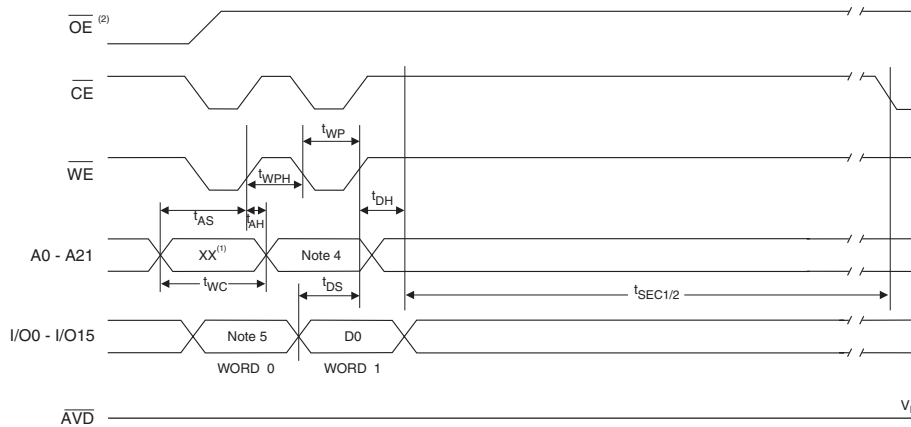 OE (2)
CE
tWP
WE
tWPH
tDH
tAS
tAH
A0 - A21
XX(1)
Note 4
tWC
tDS
tSEC1/2
I/O0 - I/O15
Note 5
D0
WORD 0
WORD 1
AVD